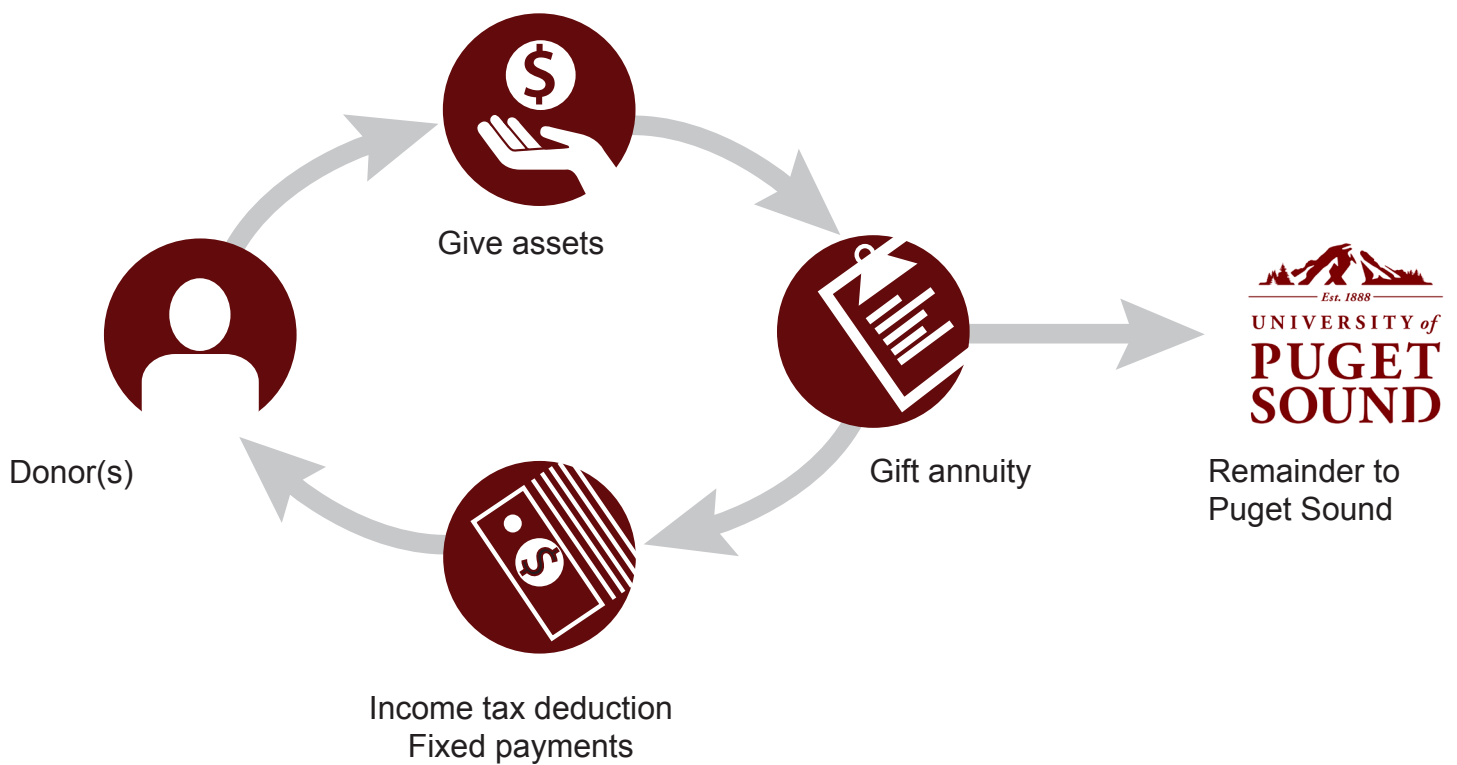 $
Give assets
Est. 1888
UNIVERSITY of
PUGET
SOUND
Donor(s)
Gift annuity
Remainder to
Puget Sound
$
Income tax deduction
Fixed payments